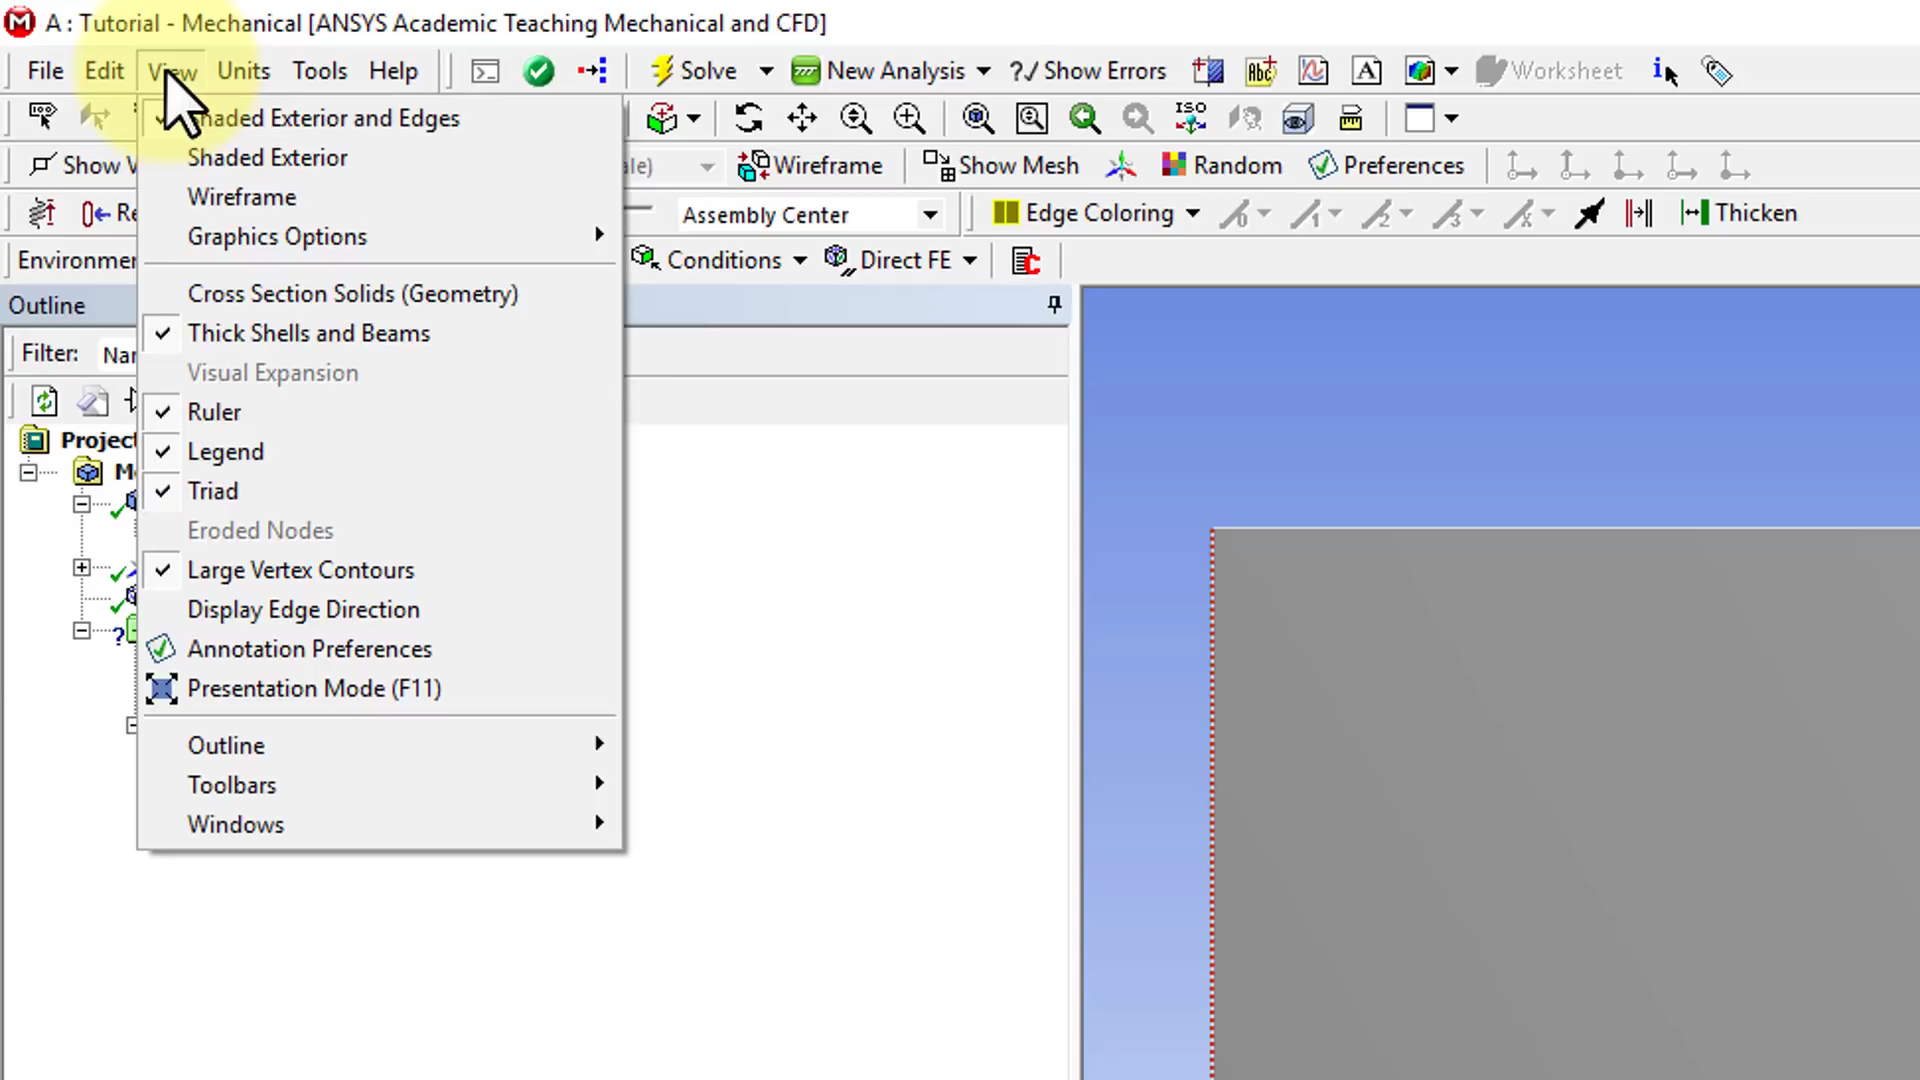 A : Tutorial - Mechanical [ANSYS Academic Teaching Mechanical and CFD]
File Edit View Units Tools Help Solve New Analysis ?✓ Show Errors Abc A Worksheet
ISO
Show Wireframe Show Mesh Random Preferences
Assembly Center Edge Coloring Thicken
Conditions Direct FE
Outline
Filter:
Shaded Exterior and Edges
Shaded Exterior
Wireframe
Graphics Options
Cross Section Solids (Geometry)
Thick Shells and Beams
Visual Expansion
Ruler
Legend
Triad
Eroded Nodes
Large Vertex Contours
Display Edge Direction
Annotation Preferences
Presentation Mode (F11)
Outline
Toolbars
Windows